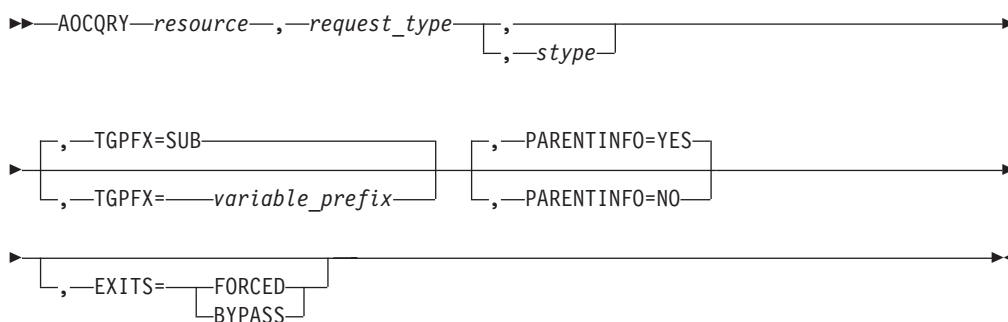 AOCQRY resource , request_type ,
, stype
, TGPFX=SUB , PARENTINFO=YES
, TGPFX= variable_prefix , PARENTINFO=NO
, EXITS= FORCED
BYPASS